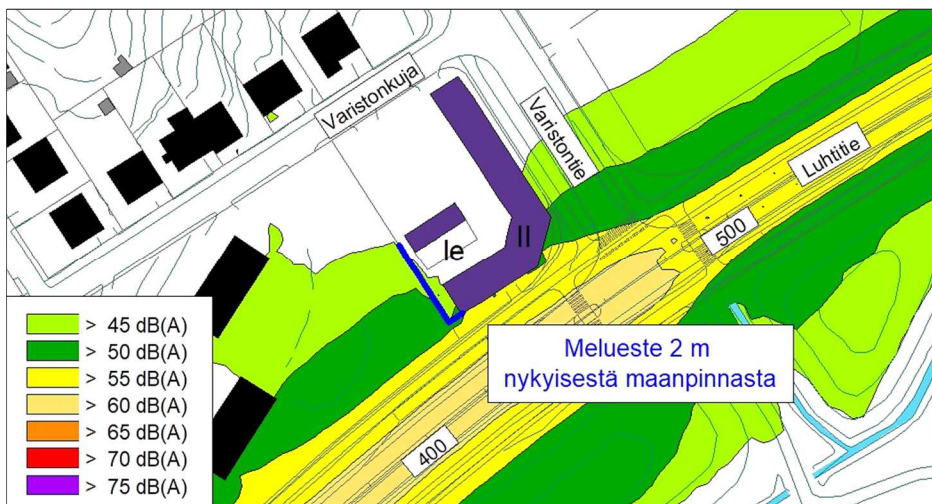 Varistonkuja
Varistontie
Luhtitie
500
II
Ie
400
Melueste 2 m
nykyisestä maanpinnasta
> 45 dB(A)
> 50 dB(A)
> 55 dB(A)
> 60 dB(A)
> 65 dB(A)
> 70 dB(A)
> 75 dB(A)